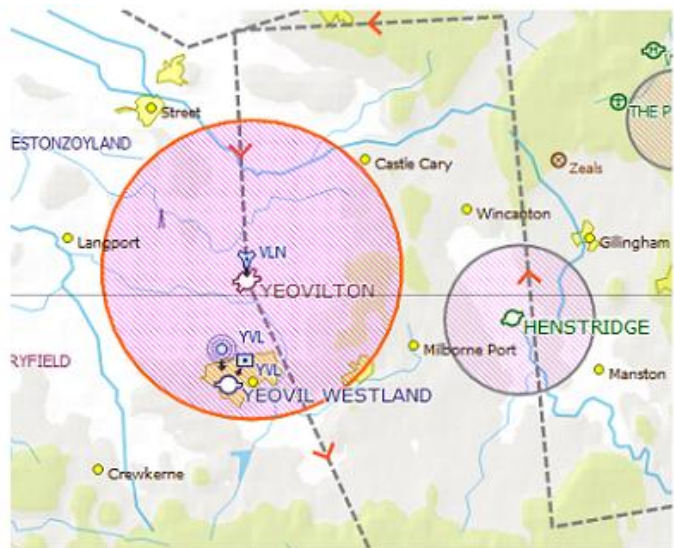 Street
THE P
ESTONZOYLAND
Castle Cary
Zeals
Wincanton
Langport
Gillingham
VLN
YEOVILTON
HENSTRIDGE
YVL
Milborne Port
RYFIELD
YVL
Manston
YEOVIL WESTLAND
Crewkerne